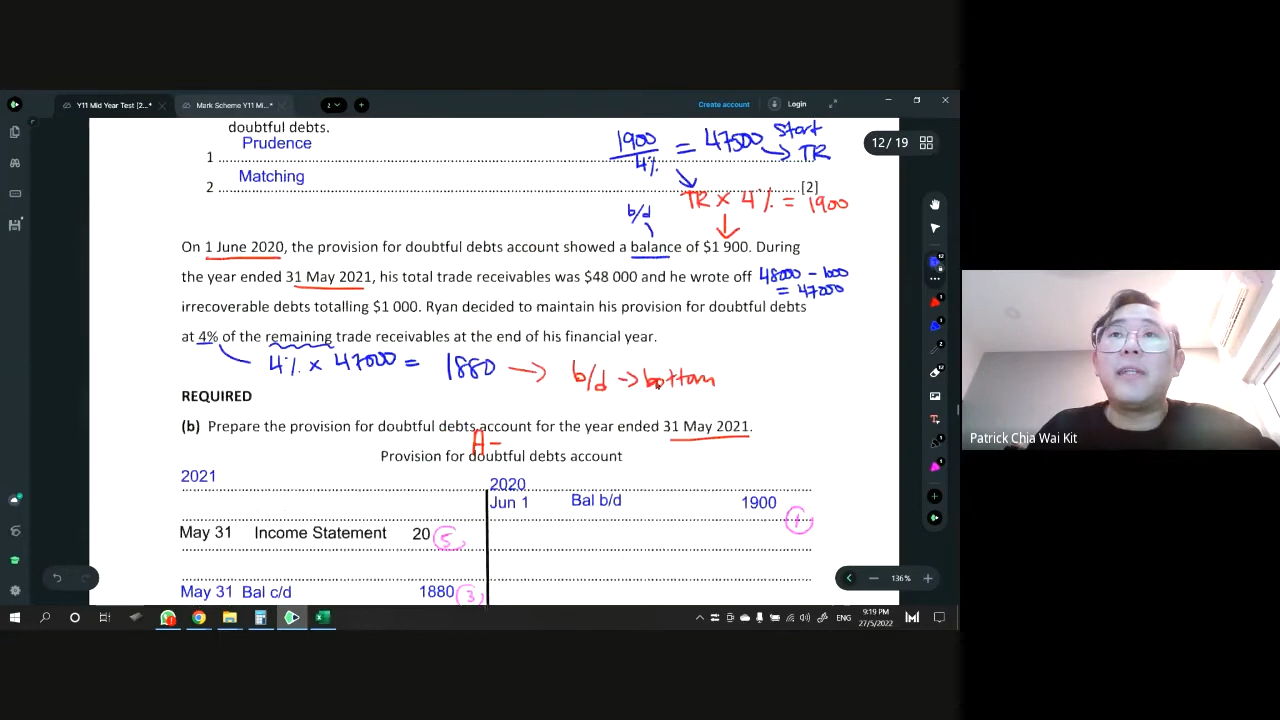 Y11 Mid Year Test [2...*
Mark Scheme Y11 Mi...*
2
Create account
Login
12 / 19
doubtful debts.
1 Prudence
2 Matching [2]
1900
4% = 47500 Start
TR
TR × 4% = 1900
b/d
On 1 June 2020, the provision for doubtful debts account showed a balance of $1 900. During
the year ended 31 May 2021, his total trade receivables was $48 000 and he wrote off
irrecoverable debts totalling $1 000. Ryan decided to maintain his provision for doubtful debts
at 4% of the remaining trade receivables at the end of his financial year.
48000 - 1000
= 47000
4% × 47000 = 1880 → b/d → bottom
REQUIRED
(b) Prepare the provision for doubtful debts account for the year ended 31 May 2021.
A -
Provision for doubtful debts account
2021
2020
Jun 1 Bal b/d 1900
May 31 Income Statement 20 5
May 31 Bal c/d 1880 3
136%
Patrick Chia Wai Kit
ENG
9:19 PM
27/5/2022